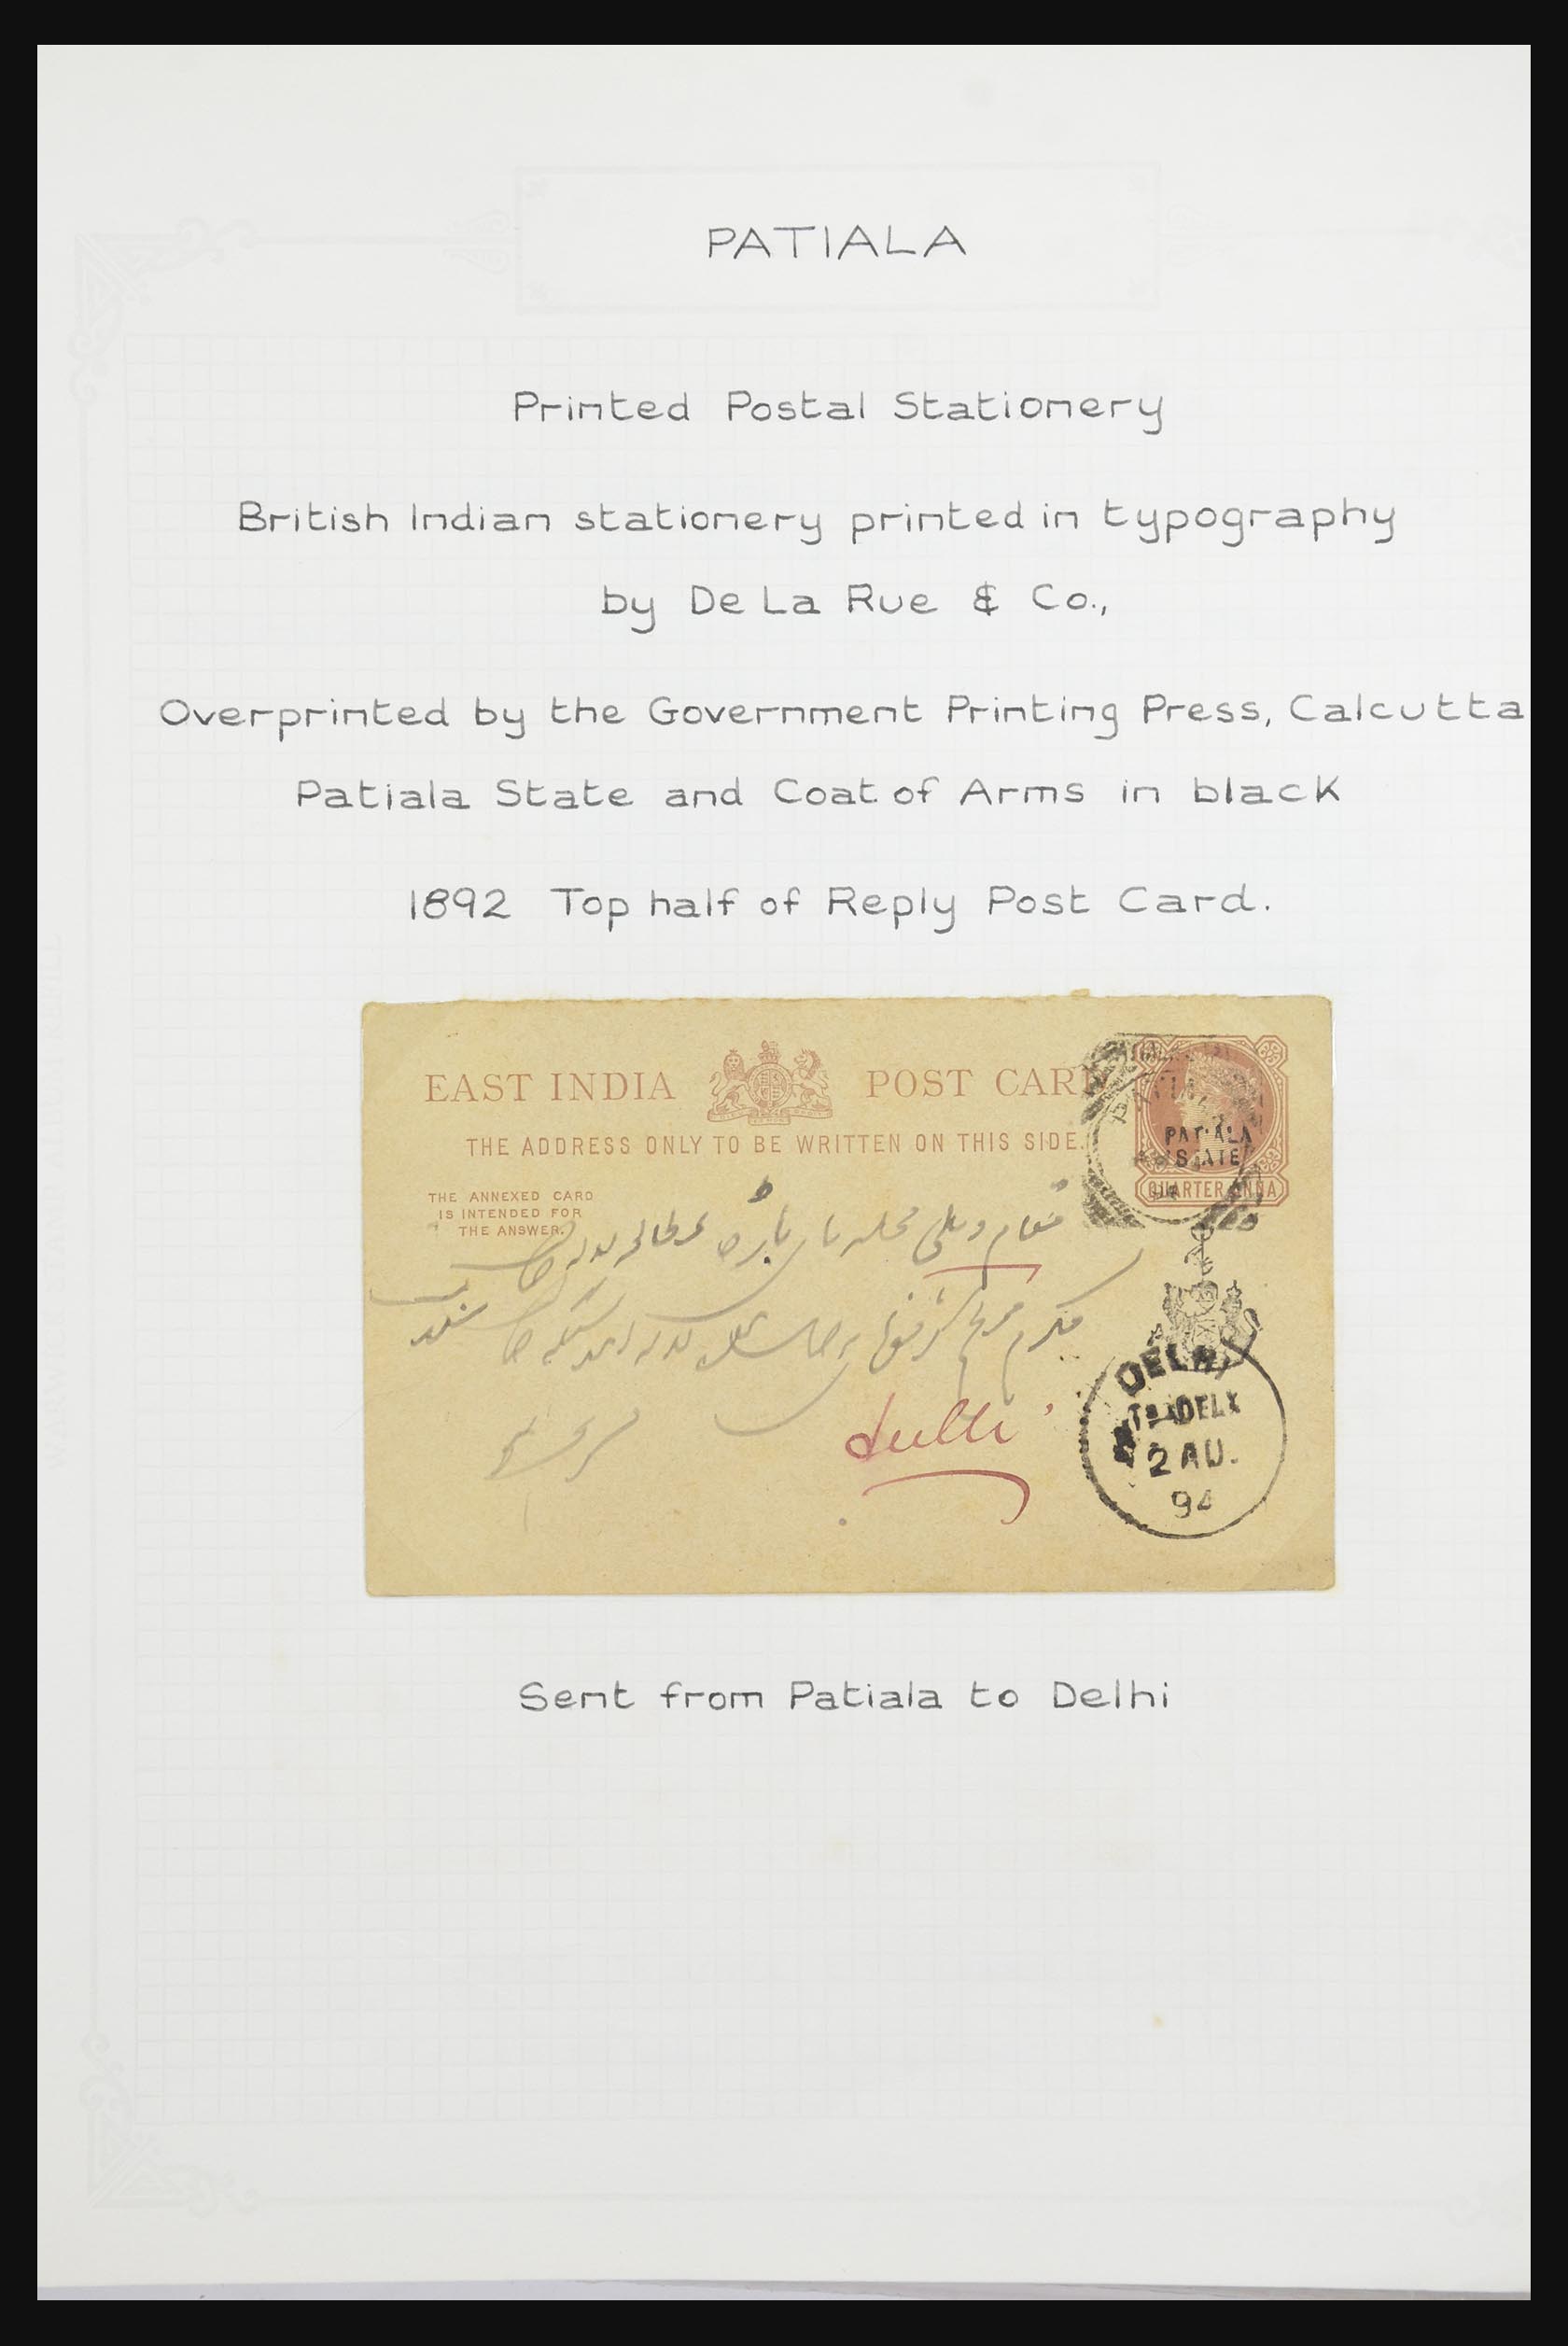 PATIALA
Printed Postal Stationery
British Indian stationery printed in typography
by De La Rue & Co.,
Overprinted by the Government Printing Press, Calcutta
Patiala State and Coat of Arms in black
1892 Top half of Reply Post Card.
EAST INDIA POST CARD
THE ADDRESS ONLY TO BE WRITTEN ON THIS SIDE.
PATIALA
STATE
QUARTER ANNA
THE ANNEXED CARD
IS INTENDED FOR
THE ANSWER.
مقام دہلی محلہ
DELHI
2 AU.
94
Sent from Patiala to Delhi